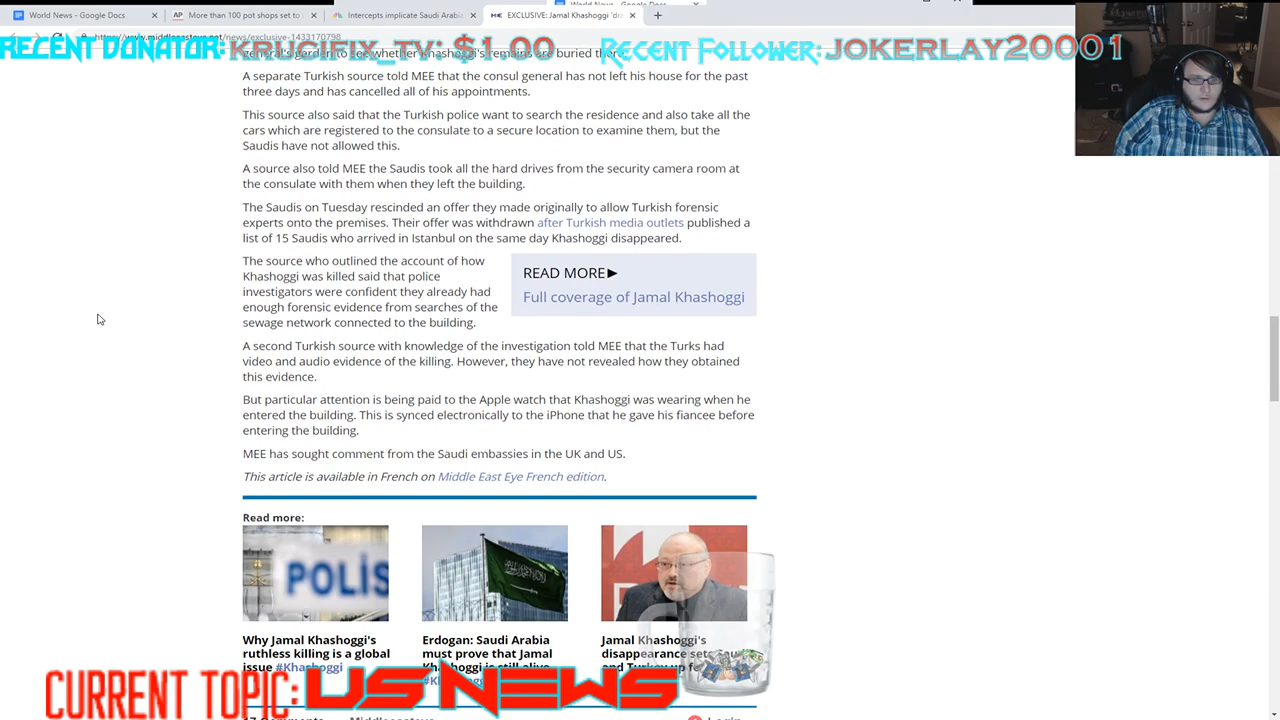 World News - Google Docs
More than 100 pot shops set to
Intercepts implicate Saudi Arabia
EXCLUSIVE: Jamal Khashoggi 'dra
RECENT DONATOR:
$1.00
RECENT FOLLOWER: JOKERLAY20001
general's garden to see whether Khashoggi's remains are buried there.
A separate Turkish source told MEE that the consul general has not left his house for the past
three days and has cancelled all of his appointments.
This source also said that the Turkish police want to search the residence and also take all the
cars which are registered to the consulate to a secure location to examine them, but the
Saudis have not allowed this.
A source also told MEE the Saudis took all the hard drives from the security camera room at
the consulate with them when they left the building.
The Saudis on Tuesday rescinded an offer they made originally to allow Turkish forensic
experts onto the premises. Their offer was withdrawn after Turkish media outlets published a
list of 15 Saudis who arrived in Istanbul on the same day Khashoggi disappeared.
The source who outlined the account of how
Khashoggi was killed said that police
investigators were confident they already had
enough forensic evidence from searches of the
sewage network connected to the building.
READ MORE▶
Full coverage of Jamal Khashoggi
A second Turkish source with knowledge of the investigation told MEE that the Turks had
video and audio evidence of the killing. However, they have not revealed how they obtained
this evidence.
But particular attention is being paid to the Apple watch that Khashoggi was wearing when he
entered the building. This is synced electronically to the iPhone that he gave his fiancee before
entering the building.
MEE has sought comment from the Saudi embassies in the UK and US.
This article is available in French on Middle East Eye French edition.
Read more:
POLİS
Why Jamal Khashoggi's
ruthless killing is a global
issue #Khashoggi
Erdogan: Saudi Arabia
must prove that Jamal
Khashoggi is still alive
Jamal Khashoggi's
disappearance sets Saudi
and Turkey up for
CURRENT TOPIC: US NEWS
17 Comments
Middleeasteye
Login